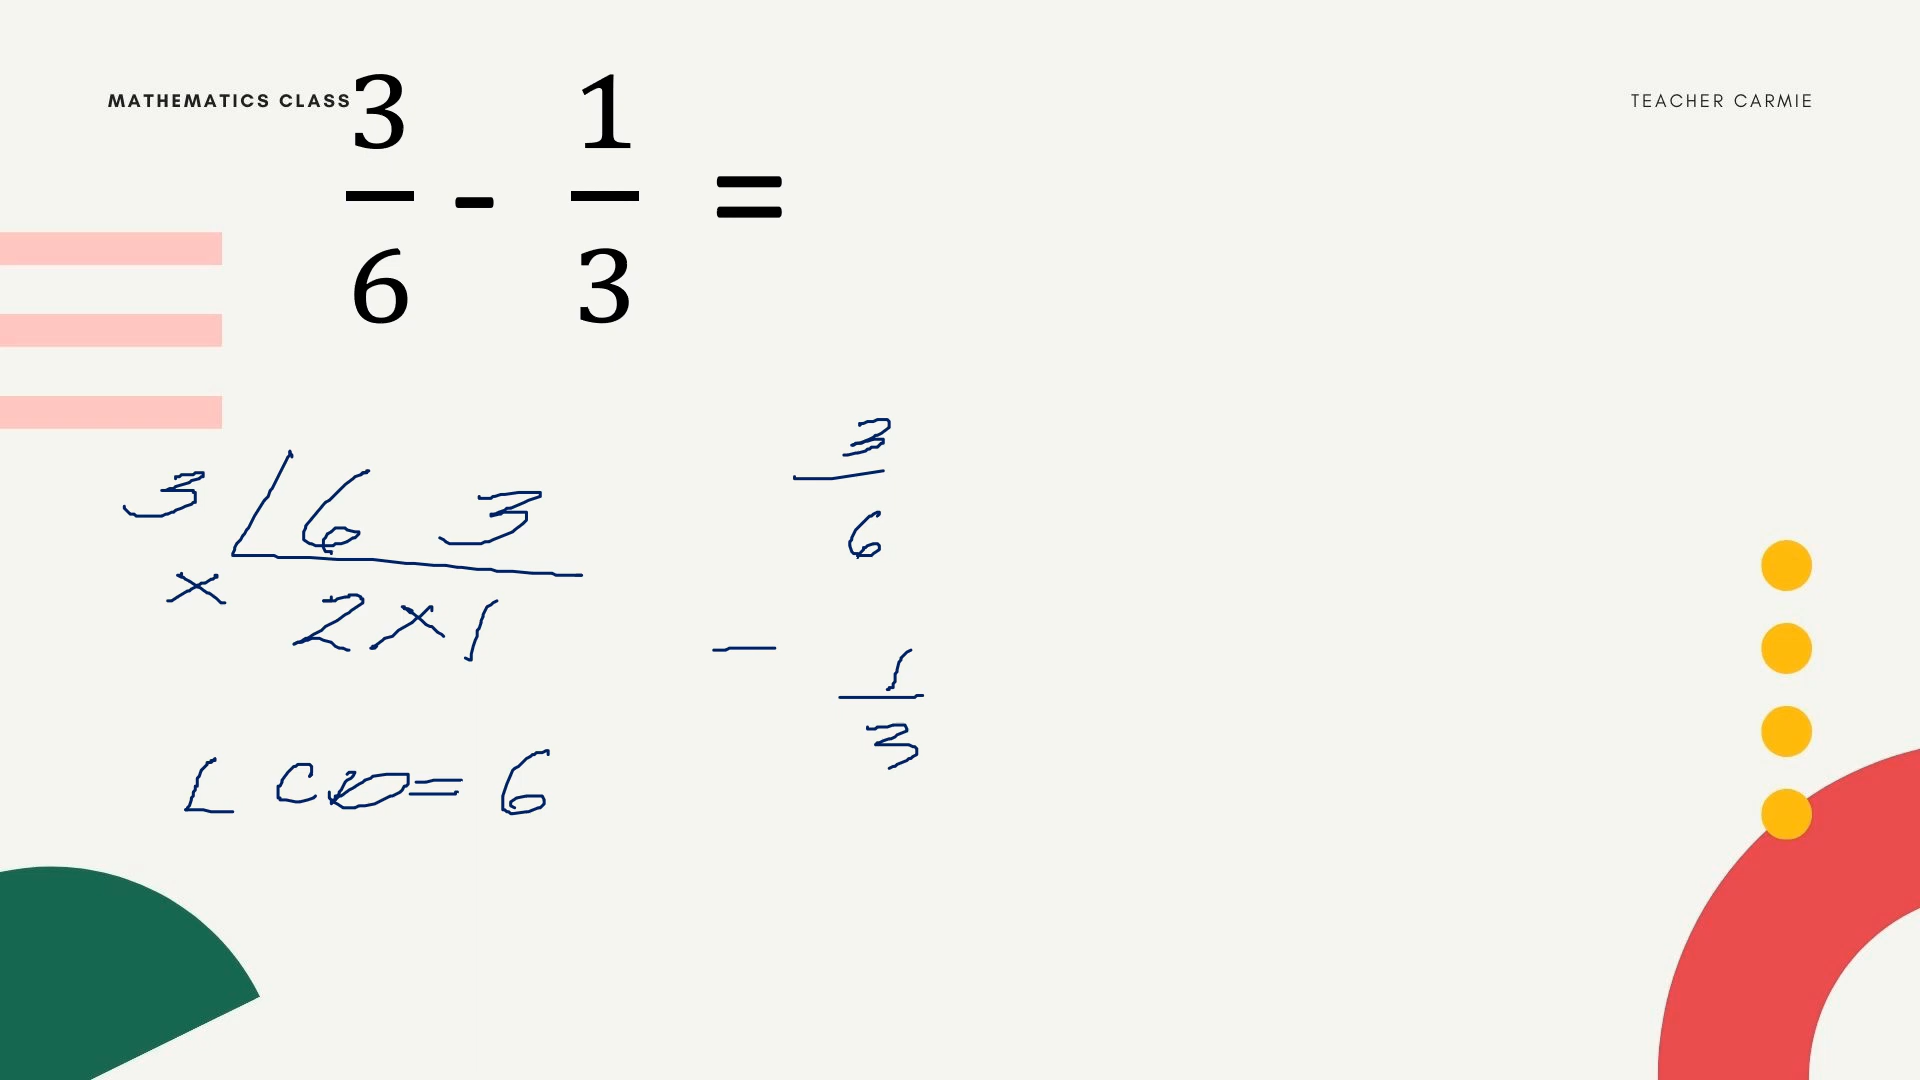 MATHEMATICS CLASS
TEACHER CARMIE
3/6 - 1/3 =
3 6 3
× 2 × 1
LCD = 6
3/6
- 1/3